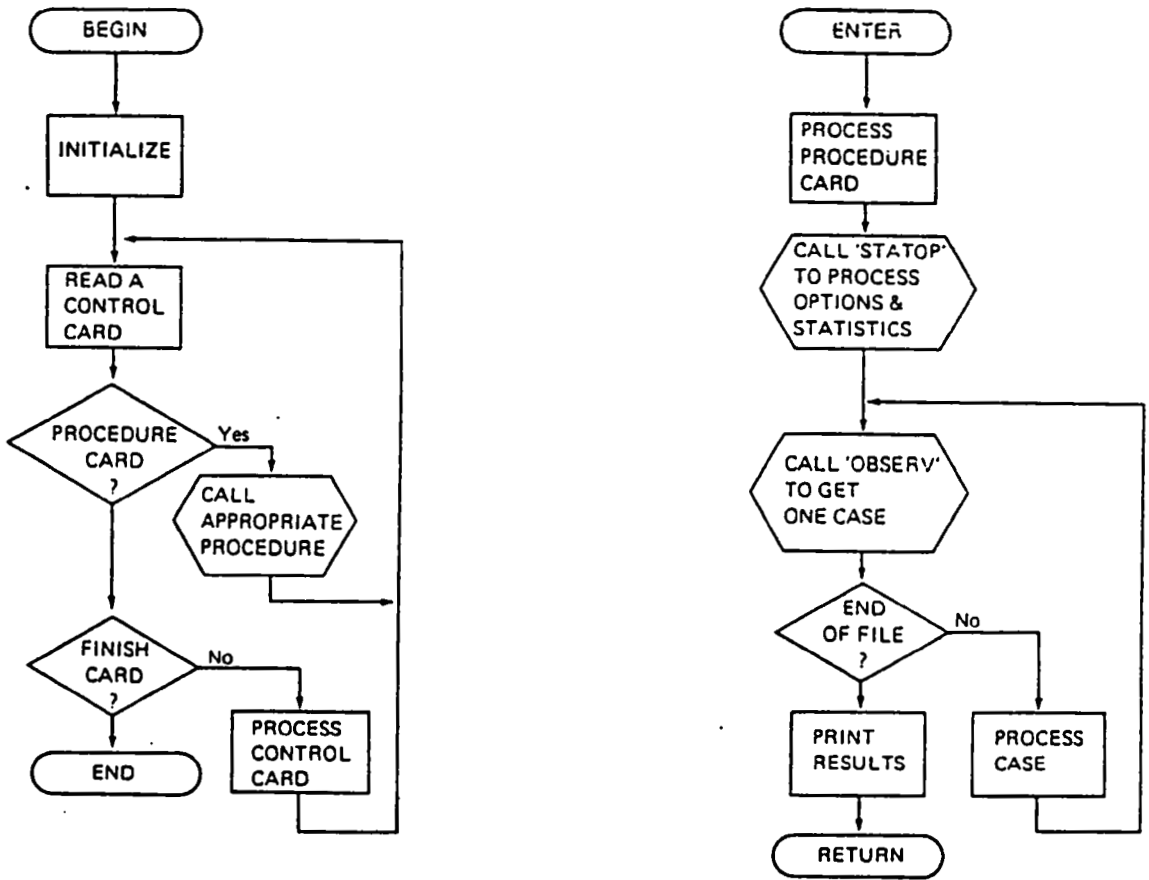 BEGIN
INITIALIZE
READ A
CONTROL
CARD
PROCEDURE
CARD
?
Yes
CALL
APPROPRIATE
PROCEDURE
FINISH
CARD
?
No
PROCESS
CONTROL
CARD
END
ENTER
PROCESS
PROCEDURE
CARD
CALL 'STATOP'
TO PROCESS
OPTIONS &
STATISTICS
CALL 'OBSERV'
TO GET
ONE CASE
END
OF FILE
?
No
PROCESS
CASE
PRINT
RESULTS
RETURN